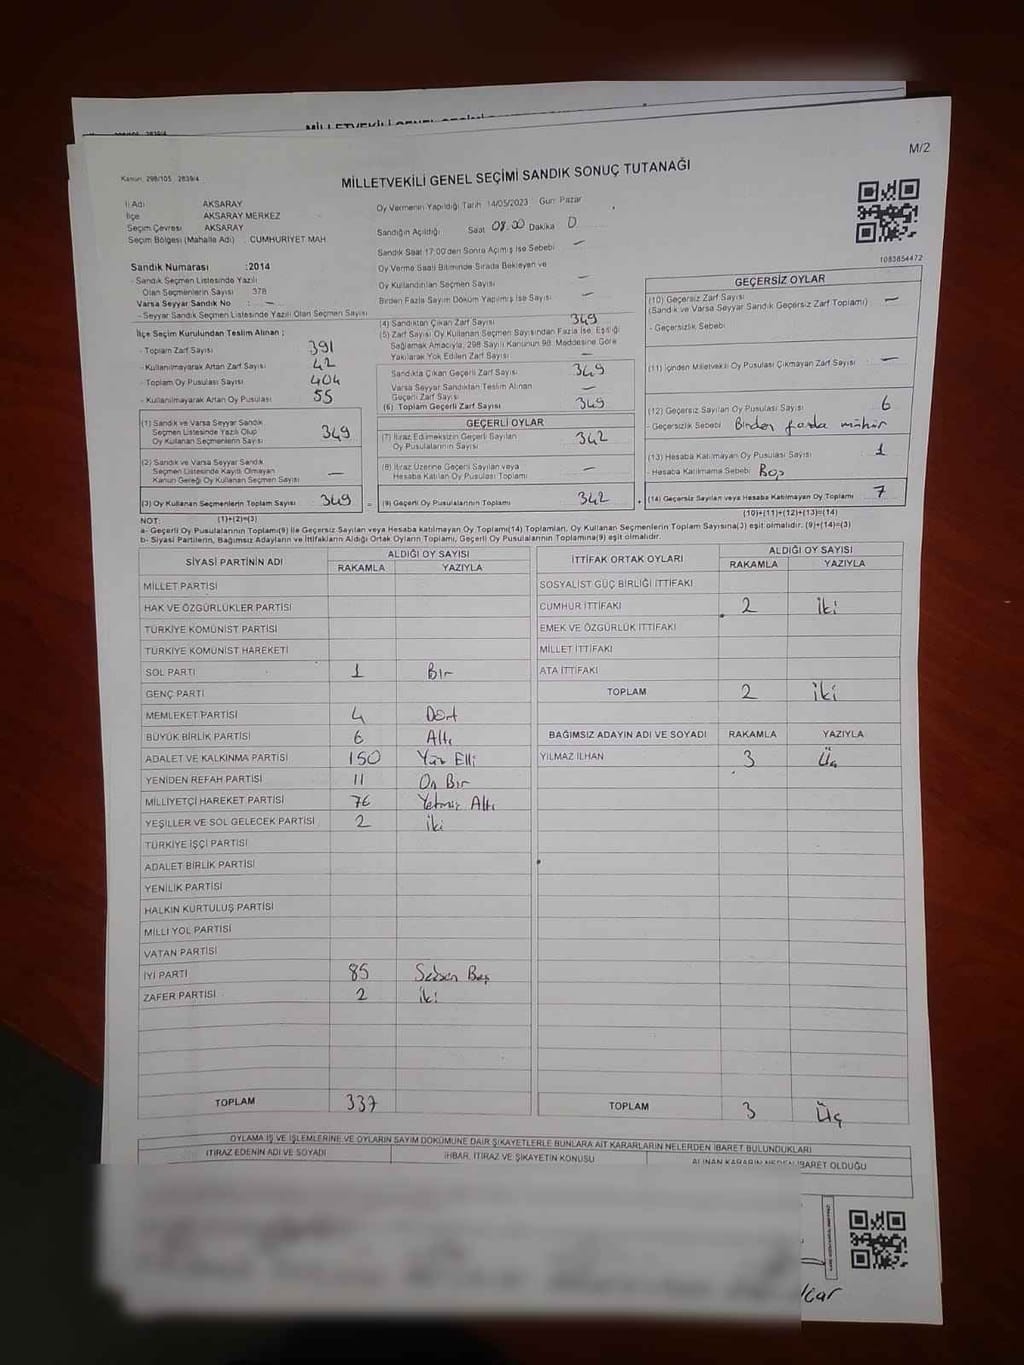 MİLLETVEKİLİ GENEL SEÇİMİ
298/105 2839/4
M/2
Kanun: 298/105 2839/4
MİLLETVEKİLİ GENEL SEÇİMİ SANDIK SONUÇ TUTANAĞI
İl Adı AKSARAY
İlçe AKSARAY MERKEZ
Seçim Çevresi AKSARAY
Seçim Bölgesi (Mahalle Adı) CUMHURİYET MAH
Sandık Numarası :2014
- Sandık Seçmen Listesinde Yazılı
Olan Seçmenlerin Sayısı 378
Varsa Seyyar Sandık No : —
- Seyyar Sandık Seçmen Listesinde Yazılı Olan Seçmen Sayısı
İlçe Seçim Kurulundan Teslim Alınan ;
- Toplam Zarf Sayısı 391
- Kullanılmayarak Artan Zarf Sayısı 42
- Toplam Oy Pusulası Sayısı 404
- Kullanılmayarak Artan Oy Pusulası 55
(1) Sandık ve Varsa Seyyar Sandık
Seçmen Listesinde Yazılı Olup
Oy Kullanan Seçmenlerin Sayısı 349
(2) Sandık ve Varsa Seyyar Sandık
Seçmen Listesinde Kayıtlı Olmayan
Kanun Gereği Oy Kullanan Seçmen Sayısı —
(3) Oy Kullanan Seçmenlerin Toplam Sayısı 349
Oy Vermenin Yapıldığı Tarih 14/05/2023 Gün: Pazar
Sandığın Açıldığı Saat 08.00 Dakika 0
Sandık Saat 17:00'den Sonra Açılmış İse Sebebi —
Oy Verme Saati Bitiminde Sırada Bekleyen ve
Oy Kullandırılan Seçmen Sayısı —
Birden Fazla Sayım Döküm Yapılmış İse Sayısı —
(4) Sandıktan Çıkan Zarf Sayısı 349
(5) Zarf Sayısı Oy Kullanan Seçmen Sayısından Fazla İse, Eşitliği
Sağlamak Amacıyla, 298 Sayılı Kanunun 98. Maddesine Göre
Yakılarak Yok Edilen Zarf Sayısı —
Sandıkta Çıkan Geçerli Zarf Sayısı 349
Varsa Seyyar Sandıktan Teslim Alınan
Geçerli Zarf Sayısı —
(6) Toplam Geçerli Zarf Sayısı 349
GEÇERLİ OYLAR
(7) İtiraz Edilmeksizin Geçerli Sayılan
Oy Pusulalarının Sayısı 342
(8) İtiraz Üzerine Geçerli Sayılan veya
Hesaba Katılan Oy Pusulası Toplamı —
= (9) Geçerli Oy Pusulalarının Toplamı 342
1083854472
GEÇERSİZ OYLAR
(10) Geçersiz Zarf Sayısı —
(Sandık ve Varsa Seyyar Sandık Geçersiz Zarf Toplamı)
- Geçersizlik Sebebi
(11) İçinden Milletvekili Oy Pusulası Çıkmayan Zarf Sayısı —
(12) Geçersiz Sayılan Oy Pusulası Sayısı 6
- Geçersizlik Sebebi Birden fazla mühür
(13) Hesaba Katılmayan Oy Pusulası Sayısı 1
- Hesaba Katılmama Sebebi Boş
+ (14) Geçersiz Sayılan veya Hesaba Katılmayan Oy Toplamı 7
NOT: (1)+(2)=(3) (10)+(11)+(12)+(13)=(14)
a- Geçerli Oy Pusulalarının Toplamı(9) İle Geçersiz Sayılan veya Hesaba Katılmayan Oy Toplamı(14) Toplamları, Oy Kullanan Seçmenlerin Toplam Sayısına(3) eşit olmalıdır. (9)+(14)=(3)
b- Siyasi Partilerin, Bağımsız Adayların ve İttifakların Aldığı Ortak Oyların Toplamı, Geçerli Oy Pusulalarının Toplamına(9) eşit olmalıdır.
SİYASİ PARTİNİN ADI ALDIĞI OY SAYISI
RAKAMLA YAZIYLA
MİLLET PARTİSİ
HAK VE ÖZGÜRLÜKLER PARTİSİ
TÜRKİYE KOMÜNİST PARTİSİ
TÜRKİYE KOMÜNİST HAREKETİ
SOL PARTİ 1 Bir
GENÇ PARTİ
MEMLEKET PARTİSİ 4 Dört
BÜYÜK BİRLİK PARTİSİ 6 Altı
ADALET VE KALKINMA PARTİSİ 150 Yüz Elli
YENİDEN REFAH PARTİSİ 11 On Bir
MİLLİYETÇİ HAREKET PARTİSİ 76 Yetmiş Altı
YEŞİLLER VE SOL GELECEK PARTİSİ 2 iki
TÜRKİYE İŞÇİ PARTİSİ
ADALET BİRLİK PARTİSİ
YENİLİK PARTİSİ
HALKIN KURTULUŞ PARTİSİ
MİLLİ YOL PARTİSİ
VATAN PARTİSİ
İYİ PARTİ 85 Seksen Beş
ZAFER PARTİSİ 2 iki
TOPLAM 337
İTTİFAK ORTAK OYLARI ALDIĞI OY SAYISI
RAKAMLA YAZIYLA
SOSYALİST GÜÇ BİRLİĞİ İTTİFAKI
CUMHUR İTTİFAKI 2 iki
EMEK VE ÖZGÜRLÜK İTTİFAKI
MİLLET İTTİFAKI
ATA İTTİFAKI
TOPLAM 2 iki
BAĞIMSIZ ADAYIN ADI VE SOYADI RAKAMLA YAZIYLA
YILMAZ İLHAN 3 Üç
TOPLAM 3 Üç
OYLAMA İŞ VE İŞLEMLERİNE VE OYLARIN SAYIM DÖKÜMÜNE DAİR ŞİKAYETLERLE BUNLARA AİT KARARLARIN NELERDEN İBARET BULUNDUKLARI
İTİRAZ EDENİN ADI VE SOYADI İHBAR, İTİRAZ VE ŞİKAYETİN KONUSU ALINAN KARARIN NEDEN İBARET OLDUĞU